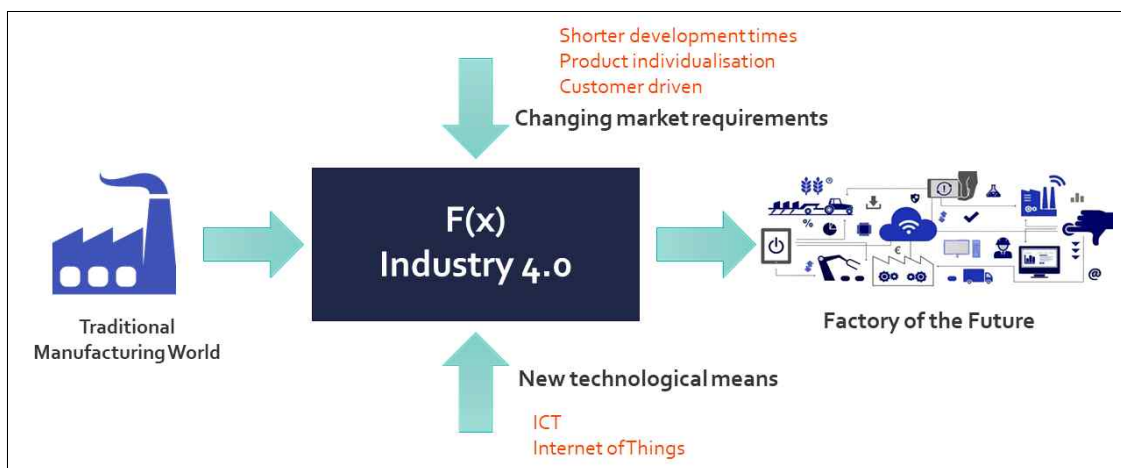 Shorter development times
Product individualisation
Customer driven
Changing market requirements
F(x)
Industry 4.0
Traditional
Manufacturing World
%
€
@
Factory of the Future
New technological means
ICT
Internet of Things